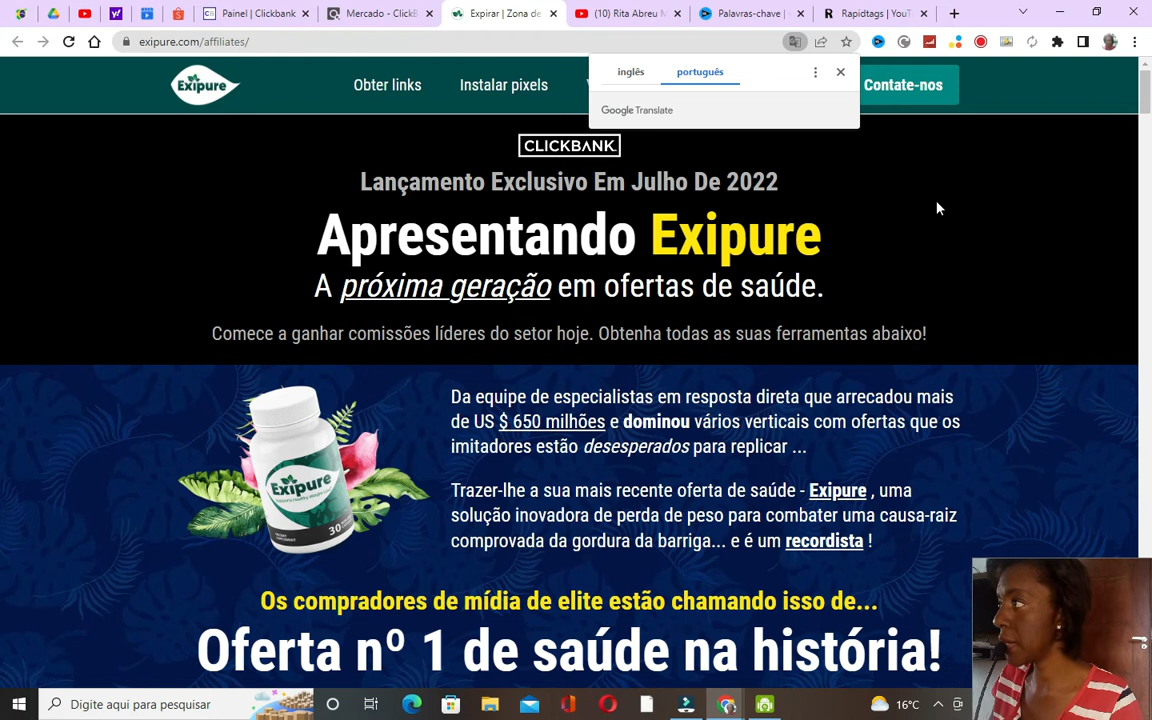 Painel | Clickbank
Mercado - ClickB
Expirar | Zona de
(10) Rita Abreu M
Palavras-chave |
Rapidtags | YouT
exipure.com/affiliates/
inglês
português
Google Translate
Exipure
Obter links
Instalar pixels
Contate-nos
CLICKBANK
Lançamento Exclusivo Em Julho De 2022
Apresentando Exipure
A próxima geração em ofertas de saúde.
Comece a ganhar comissões líderes do setor hoje. Obtenha todas as suas ferramentas abaixo!
Da equipe de especialistas em resposta direta que arrecadou mais
de US $ 650 milhões e dominou vários verticais com ofertas que os
imitadores estão desesperados para replicar ...
Trazer-lhe a sua mais recente oferta de saúde - Exipure , uma
solução inovadora de perda de peso para combater uma causa-raiz
comprovada da gordura da barriga... e é um recordista !
Exipure
30
Os compradores de mídia de elite estão chamando isso de...
Oferta nº 1 de saúde na história!
Digite aqui para pesquisar
16°C